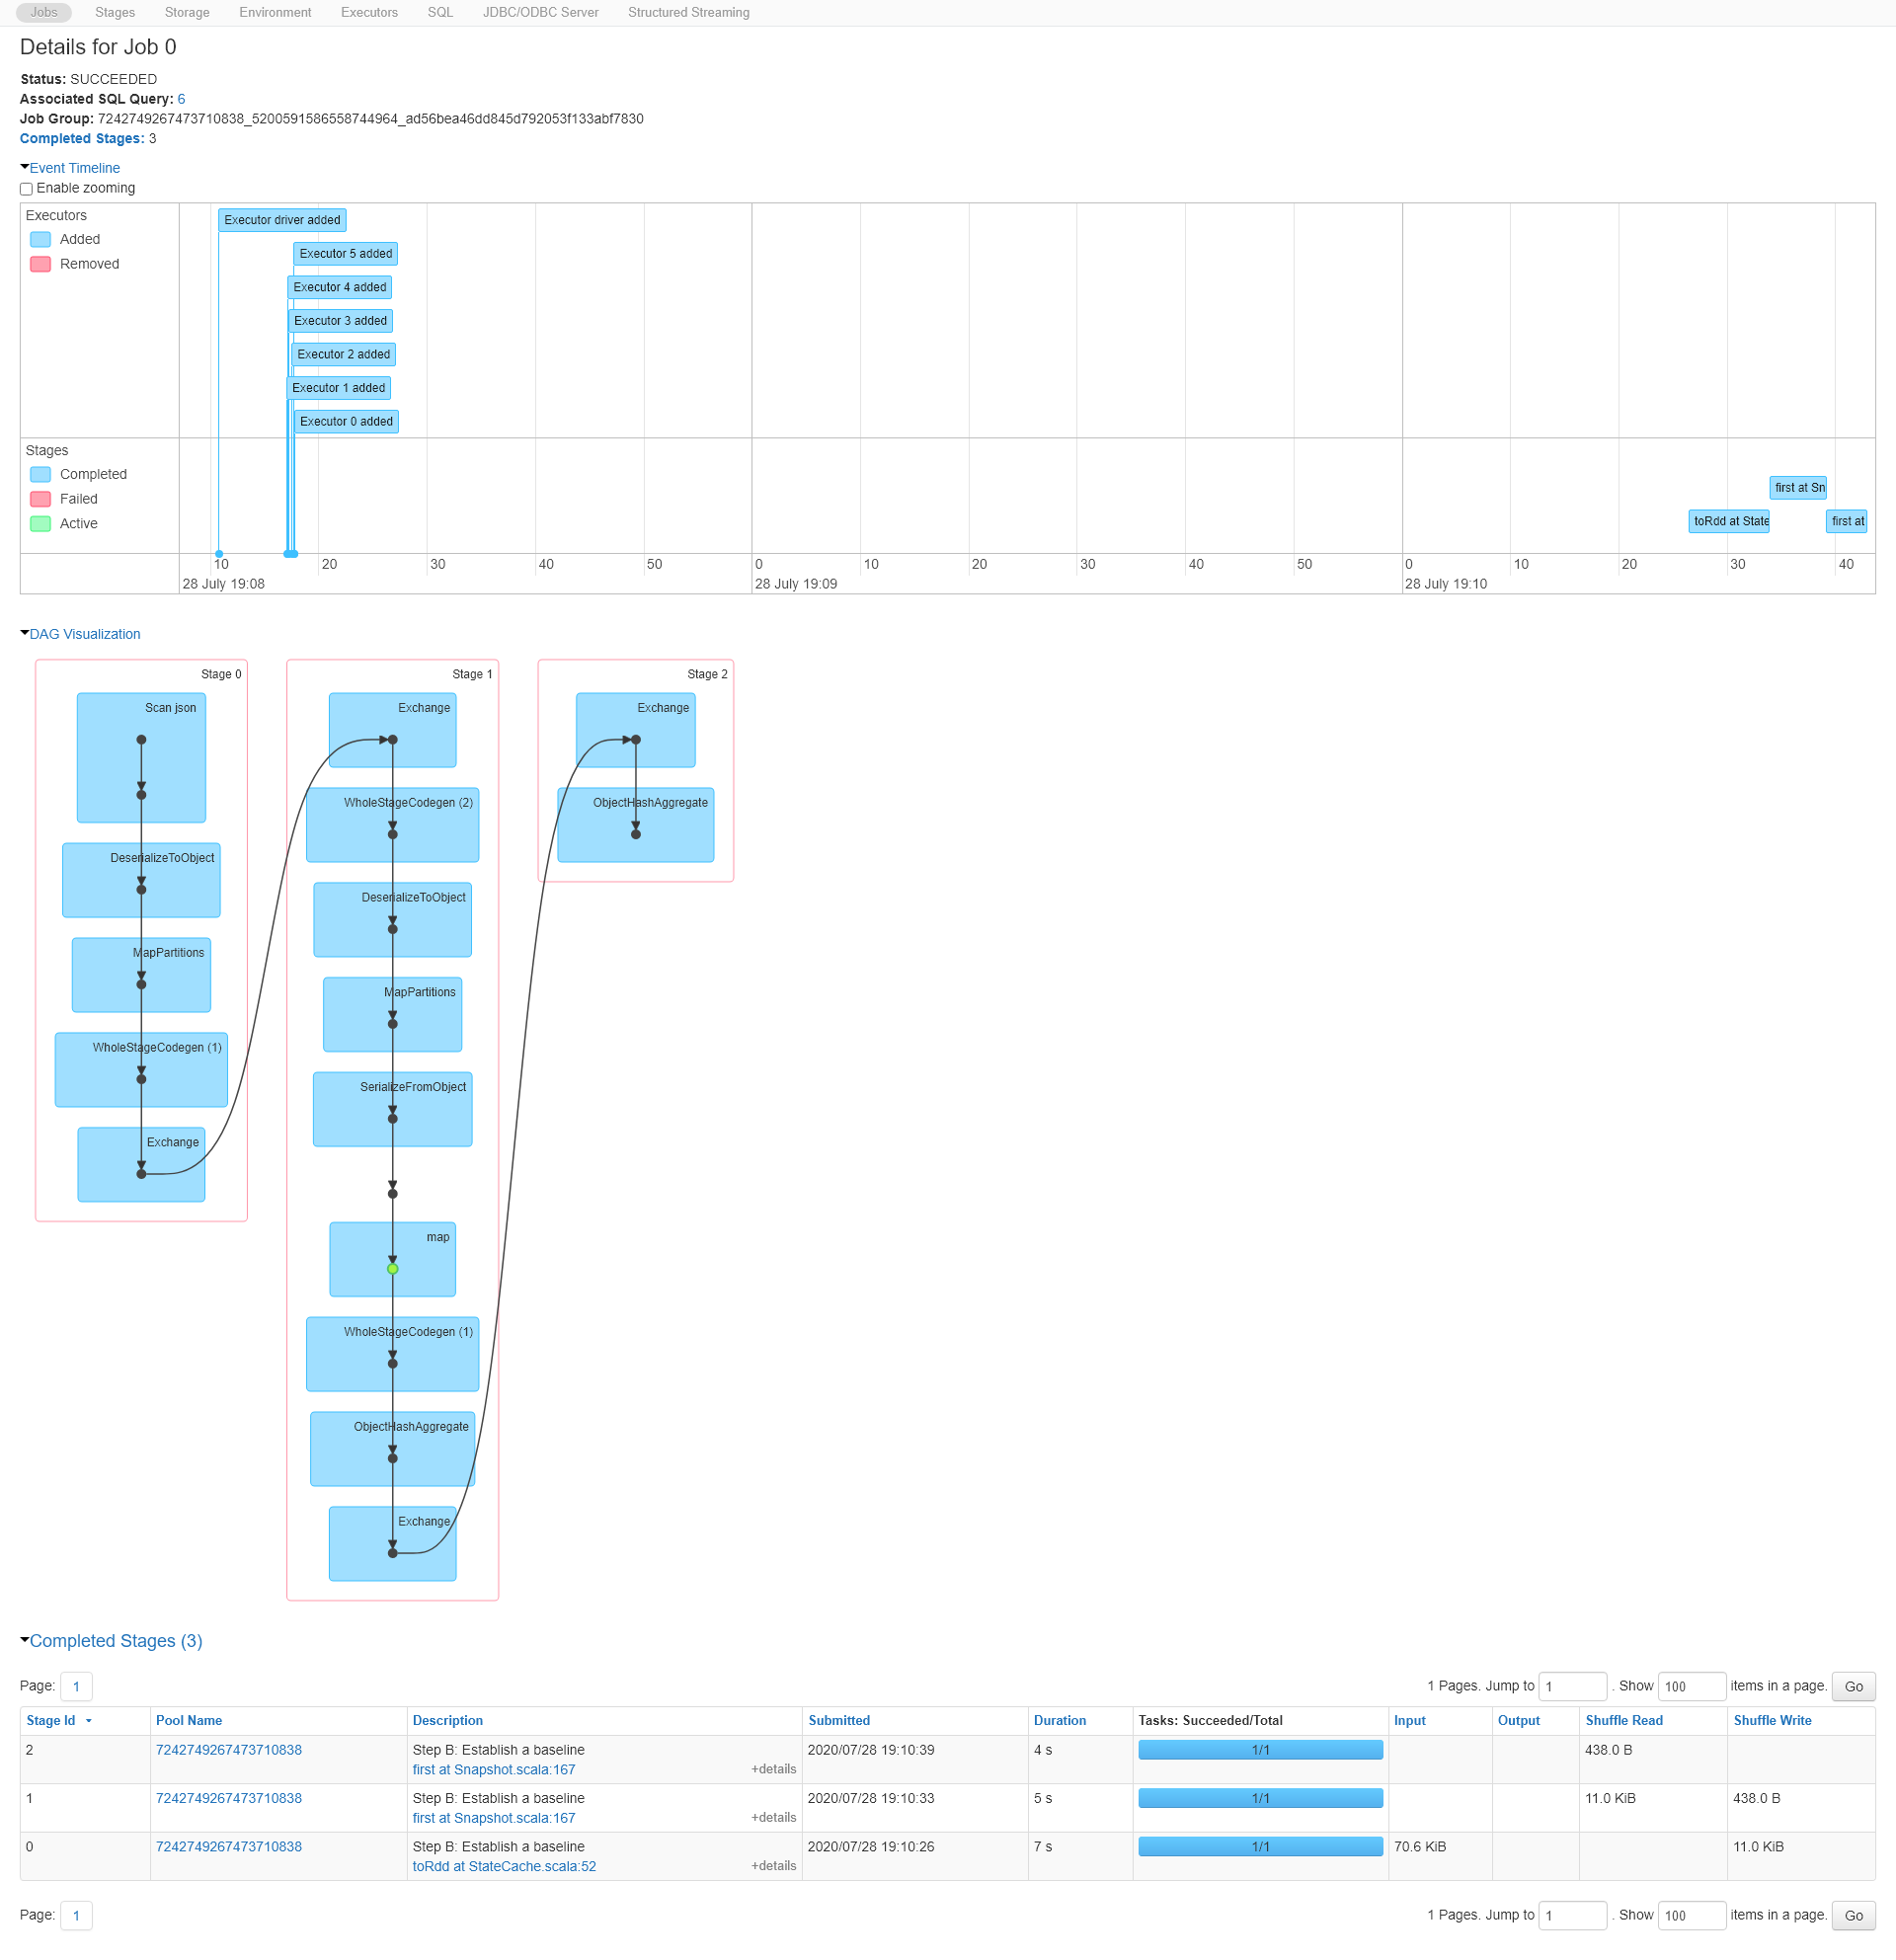 Jobs Stages Storage Environment Executors SQL JDBC/ODBC Server Structured Streaming
Details for Job 0
Status: SUCCEEDED
Associated SQL Query: 6
Job Group: 7242749267473710838_5200591586558744964_ad56bea46dd845d792053f133abf7830
Completed Stages: 3
Event Timeline
Enable zooming
Executors
Added
Removed
Executor driver added
Executor 5 added
Executor 4 added
Executor 3 added
Executor 2 added
Executor 1 added
Executor 0 added
Stages
Completed
Failed
Active
first at Sn
toRdd at State
first at
10 20 30 40 50 0 10 20 30 40 50 0 10 20 30 40
28 July 19:08 28 July 19:09 28 July 19:10
DAG Visualization
Stage 0
Scan json
DeserializeToObject
MapPartitions
WholeStageCodegen (1)
Exchange
Stage 1
Exchange
WholeStageCodegen (2)
DeserializeToObject
MapPartitions
SerializeFromObject
map
WholeStageCodegen (1)
ObjectHashAggregate
Exchange
Stage 2
Exchange
ObjectHashAggregate
Completed Stages (3)
Page: 1 1 Pages. Jump to 1 . Show 100 items in a page. Go
Stage Id Pool Name Description Submitted Duration Tasks: Succeeded/Total Input Output Shuffle Read Shuffle Write
2 7242749267473710838 Step B: Establish a baseline 2020/07/28 19:10:39 4 s 1/1 438.0 B
first at Snapshot.scala:167 +details
1 7242749267473710838 Step B: Establish a baseline 2020/07/28 19:10:33 5 s 1/1 11.0 KiB 438.0 B
first at Snapshot.scala:167 +details
0 7242749267473710838 Step B: Establish a baseline 2020/07/28 19:10:26 7 s 1/1 70.6 KiB 11.0 KiB
toRdd at StateCache.scala:52 +details
Page: 1 1 Pages. Jump to 1 . Show 100 items in a page. Go